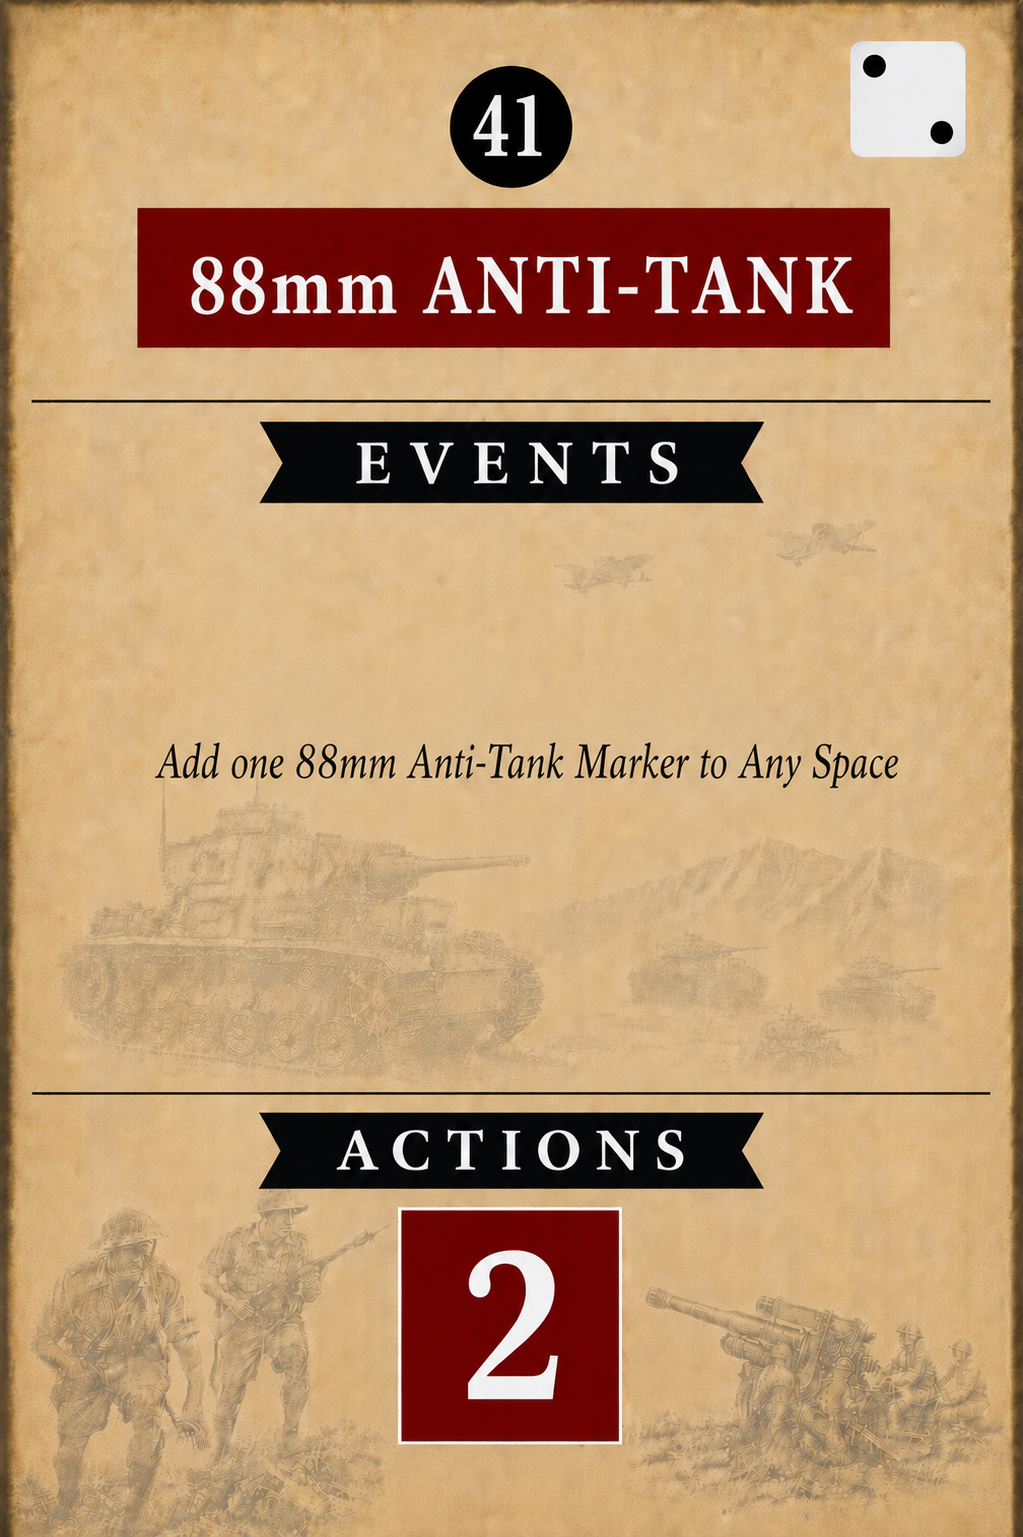 41
88mm ANTI-TANK
EVENTS
Add one 88mm Anti-Tank Marker to Any Space
ACTIONS
2